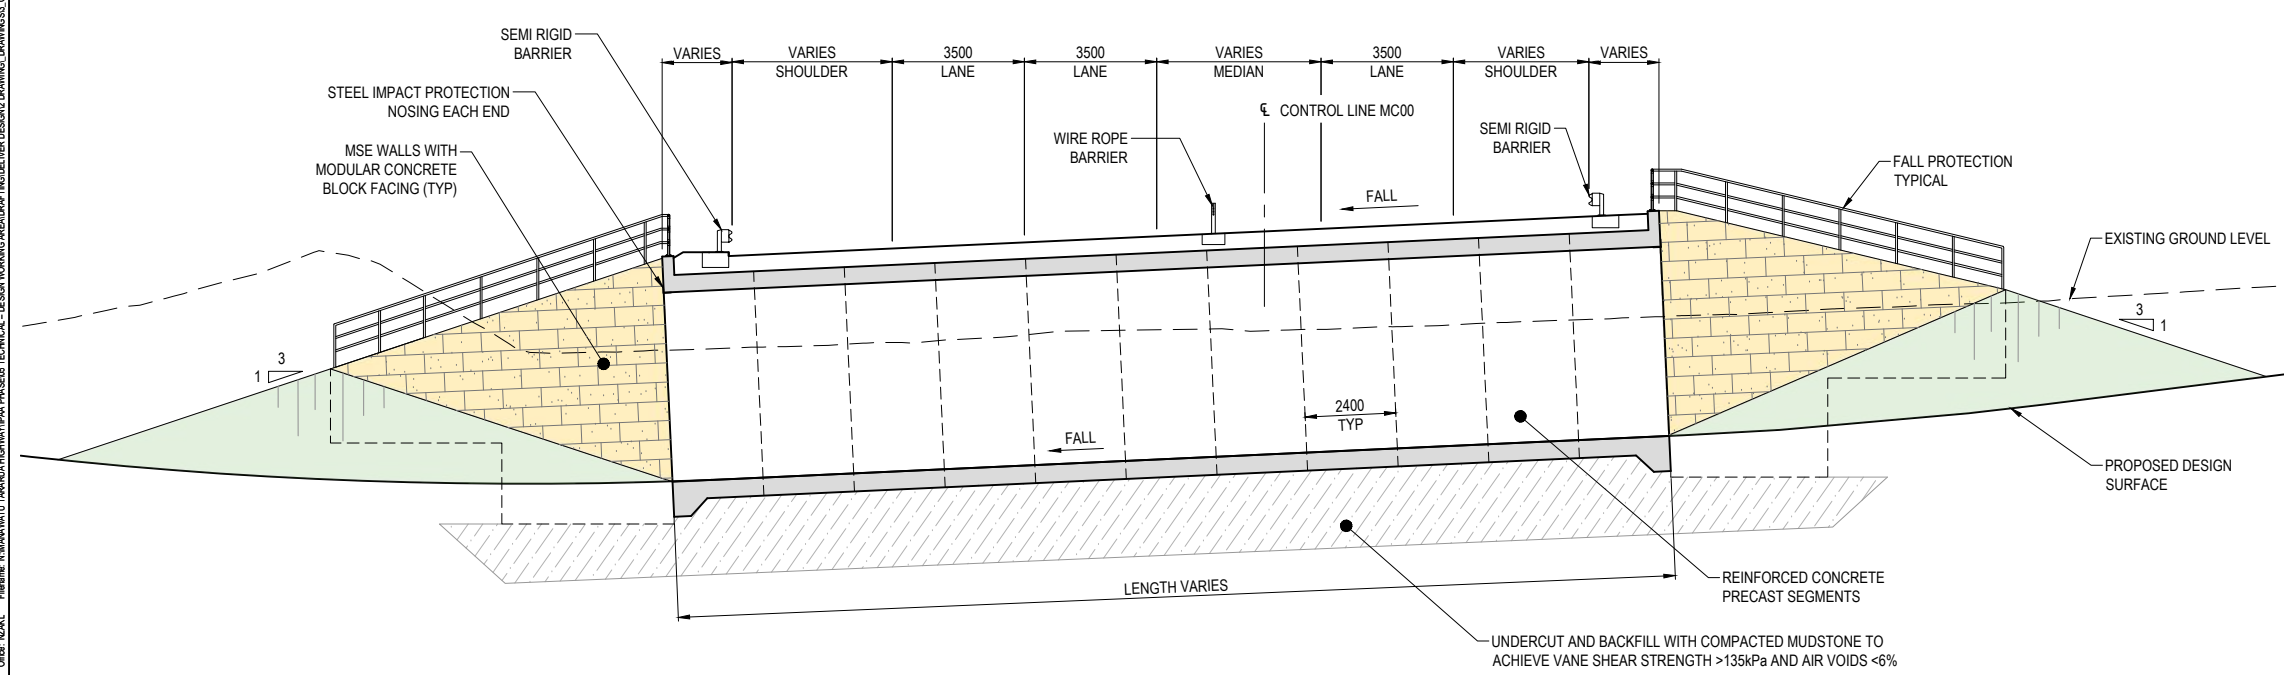 SEMI RIGID
BARRIER
VARIES
VARIES
SHOULDER
3500
LANE
3500
LANE
VARIES
MEDIAN
3500
LANE
VARIES
SHOULDER
VARIES
STEEL IMPACT PROTECTION
NOSING EACH END
MSE WALLS WITH
MODULAR CONCRETE
BLOCK FACING (TYP)
℄ CONTROL LINE MC00
WIRE ROPE
BARRIER
SEMI RIGID
BARRIER
FALL
FALL PROTECTION
TYPICAL
EXISTING GROUND LEVEL
3
1
3
1
2400
TYP
FALL
PROPOSED DESIGN
SURFACE
LENGTH VARIES
REINFORCED CONCRETE
PRECAST SEGMENTS
UNDERCUT AND BACKFILL WITH COMPACTED MUDSTONE TO
ACHIEVE VANE SHEAR STRENGTH >135kPa AND AIR VOIDS <6%